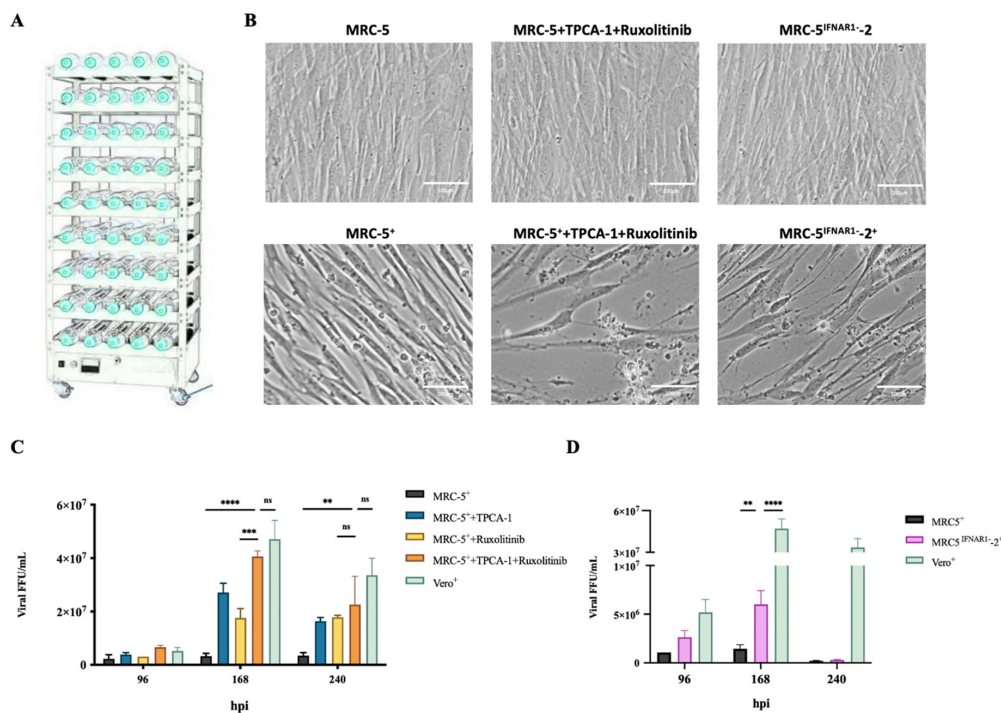 A
B
MRC-5
MRC-5+TPCA-1+Ruxolitinib
MRC-5IFNAR1--2
100μm
MRC-5+
MRC-5++TPCA-1+Ruxolitinib
MRC-5IFNAR1--2+
C
Viral FFU/mL
6×10⁷
4×10⁷
2×10⁷
0
****
ns
***
**
ns
ns
96
168
240
hpi
MRC-5+
MRC-5++TPCA-1
MRC-5++Ruxolitinib
MRC-5++TPCA-1+Ruxolitinib
Vero+
D
Viral FFU/mL
6×10⁷
3×10⁷
1×10⁷
5×10⁶
0
**
****
96
168
240
hpi
MRC5+
MRC5IFNAR1--2+
Vero+